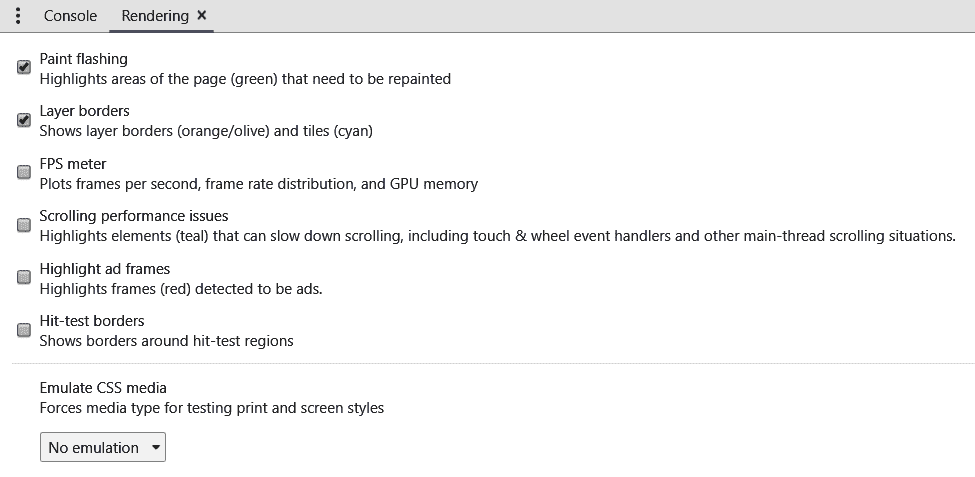 Console Rendering ×
Paint flashing
Highlights areas of the page (green) that need to be repainted
Layer borders
Shows layer borders (orange/olive) and tiles (cyan)
FPS meter
Plots frames per second, frame rate distribution, and GPU memory
Scrolling performance issues
Highlights elements (teal) that can slow down scrolling, including touch & wheel event handlers and other main-thread scrolling situations.
Highlight ad frames
Highlights frames (red) detected to be ads.
Hit-test borders
Shows borders around hit-test regions
Emulate CSS media
Forces media type for testing print and screen styles
No emulation